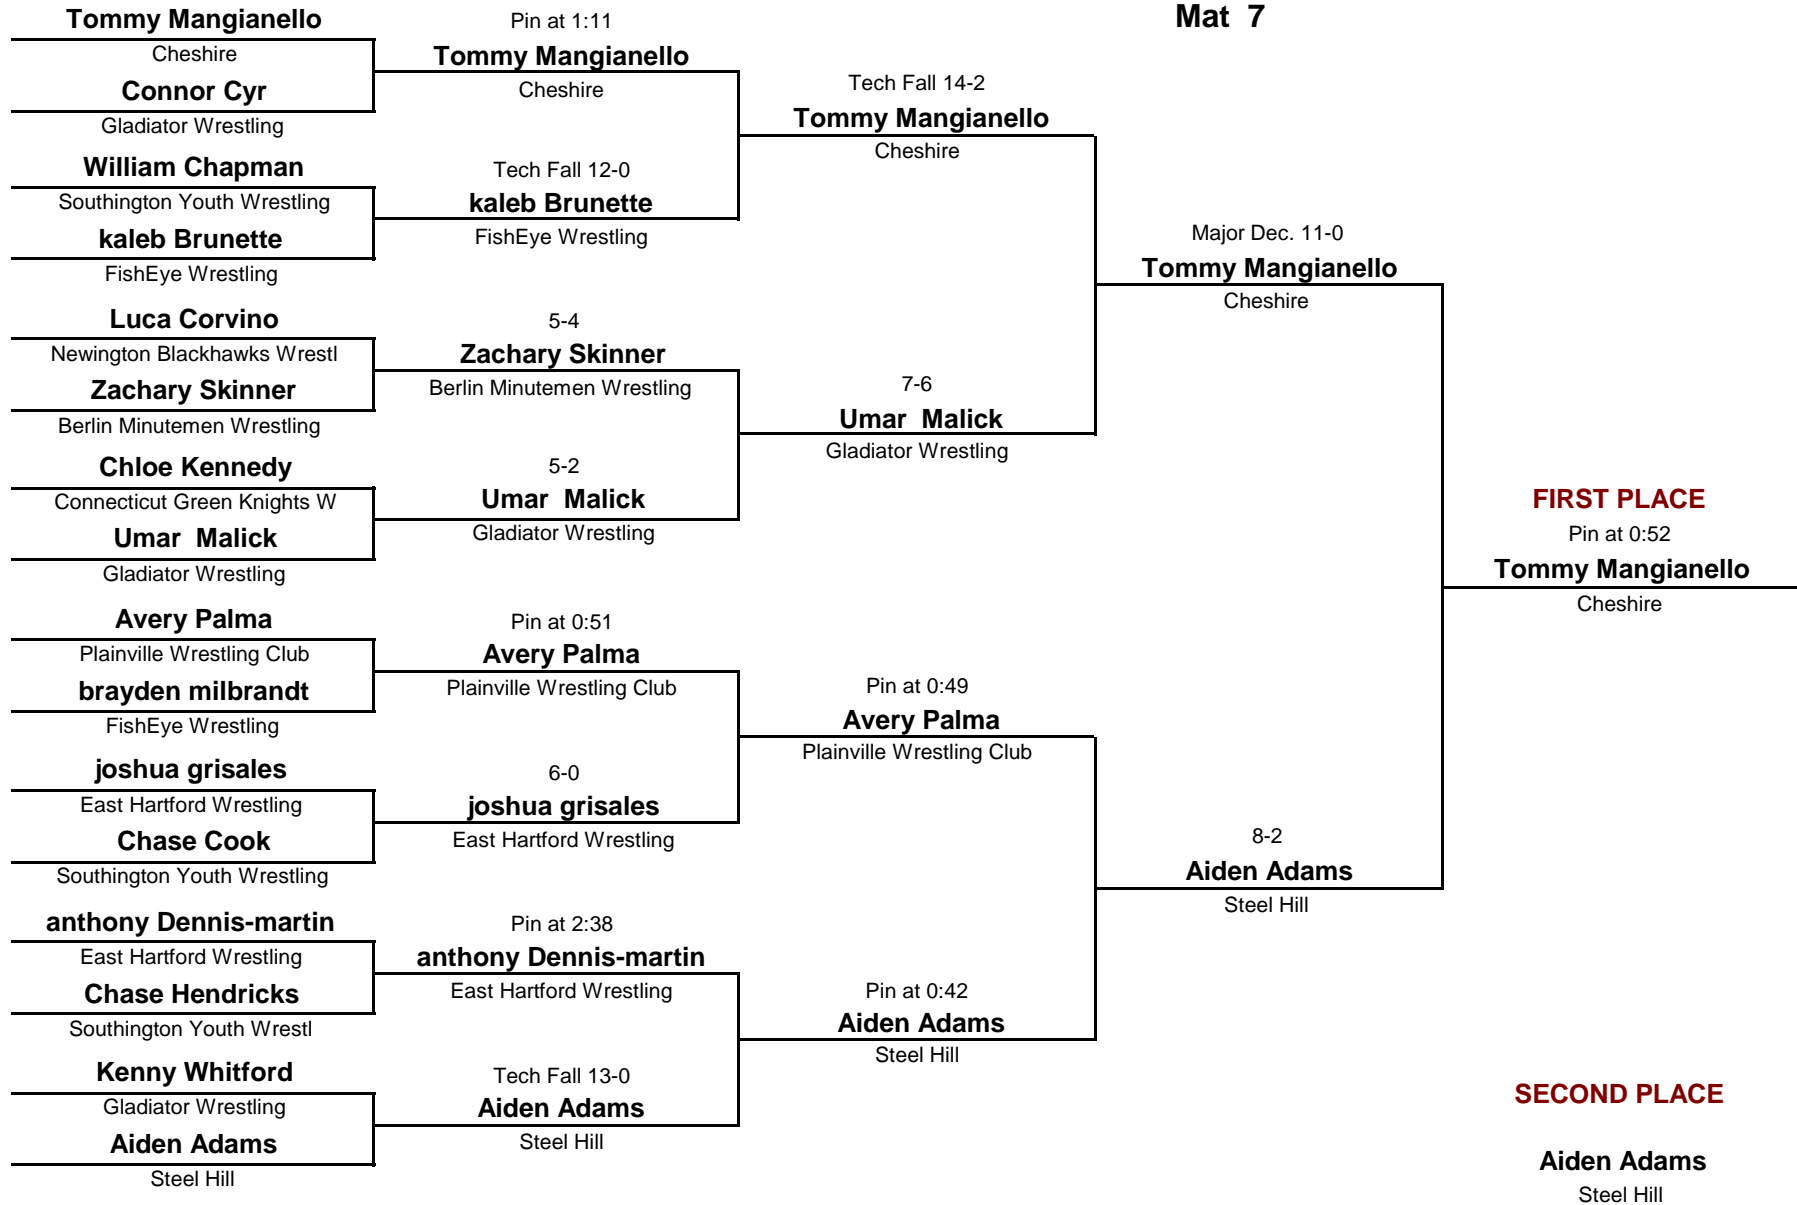 Mat  7
Tommy Mangianello
Cheshire
Connor Cyr
Gladiator Wrestling
William Chapman
Southington Youth Wrestling
kaleb Brunette
FishEye Wrestling
Luca Corvino
Newington Blackhawks Wrestl
Zachary Skinner
Berlin Minutemen Wrestling
Chloe Kennedy
Connecticut Green Knights W
Umar  Malick
Gladiator Wrestling
Avery Palma
Plainville Wrestling Club
brayden milbrandt
FishEye Wrestling
joshua grisales
East Hartford Wrestling
Chase Cook
Southington Youth Wrestling
anthony Dennis-martin
East Hartford Wrestling
Chase Hendricks
Southington Youth Wrestl
Kenny Whitford
Gladiator Wrestling
Aiden Adams
Steel Hill
Pin at 1:11
Tommy Mangianello
Cheshire
Tech Fall 12-0
kaleb Brunette
FishEye Wrestling
5-4
Zachary Skinner
Berlin Minutemen Wrestling
5-2
Umar  Malick
Gladiator Wrestling
Pin at 0:51
Avery Palma
Plainville Wrestling Club
6-0
joshua grisales
East Hartford Wrestling
Pin at 2:38
anthony Dennis-martin
East Hartford Wrestling
Tech Fall 13-0
Aiden Adams
Steel Hill
Tech Fall 14-2
Tommy Mangianello
Cheshire
7-6
Umar  Malick
Gladiator Wrestling
Pin at 0:49
Avery Palma
Plainville Wrestling Club
Pin at 0:42
Aiden Adams
Steel Hill
Major Dec. 11-0
Tommy Mangianello
Cheshire
8-2
Aiden Adams
Steel Hill
FIRST PLACE
Pin at 0:52
Tommy Mangianello
Cheshire
SECOND PLACE
Aiden Adams
Steel Hill